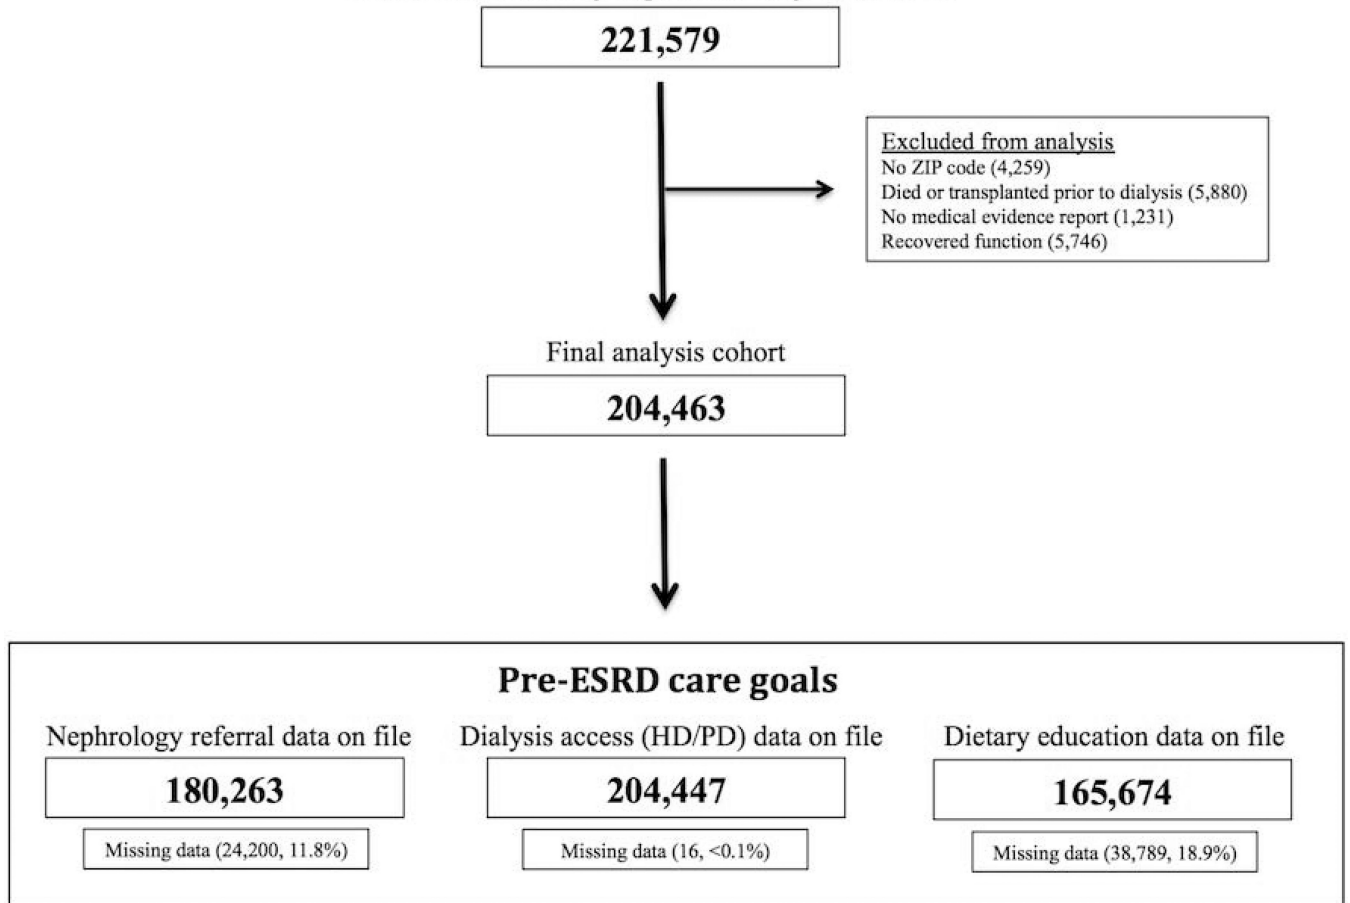 221,579
Excluded from analysis
No ZIP code (4,259)
Died or transplanted prior to dialysis (5,880)
No medical evidence report (1,231)
Recovered function (5,746)
Final analysis cohort
204,463
Pre-ESRD care goals
Nephrology referral data on file
180,263
Missing data (24,200, 11.8%)
Dialysis access (HD/PD) data on file
204,447
Missing data (16, <0.1%)
Dietary education data on file
165,674
Missing data (38,789, 18.9%)